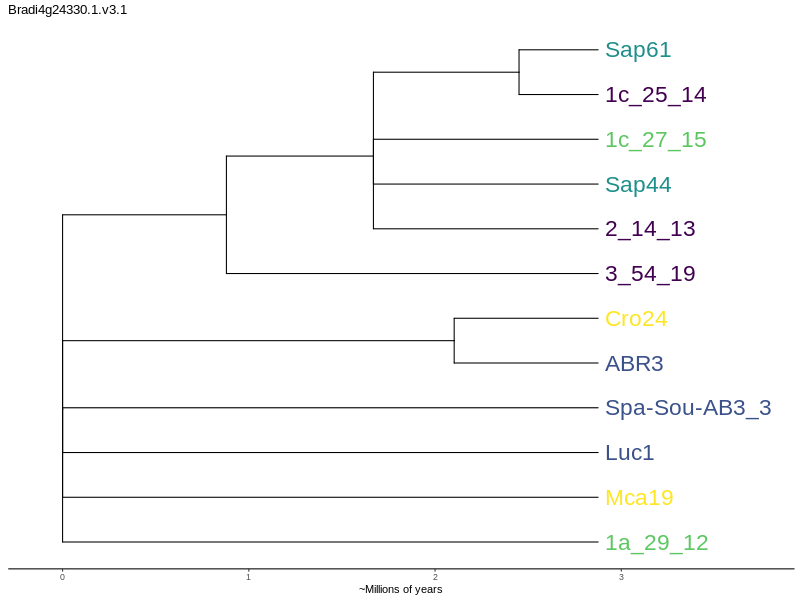 Bradi4g24330.1.v3.1
Sap61
1c_25_14
1c_27_15
Sap44
2_14_13
3_54_19
Cro24
ABR3
Spa-Sou-AB3_3
Luc1
Mca19
1a_29_12
0 1 2 3
~Millions of years